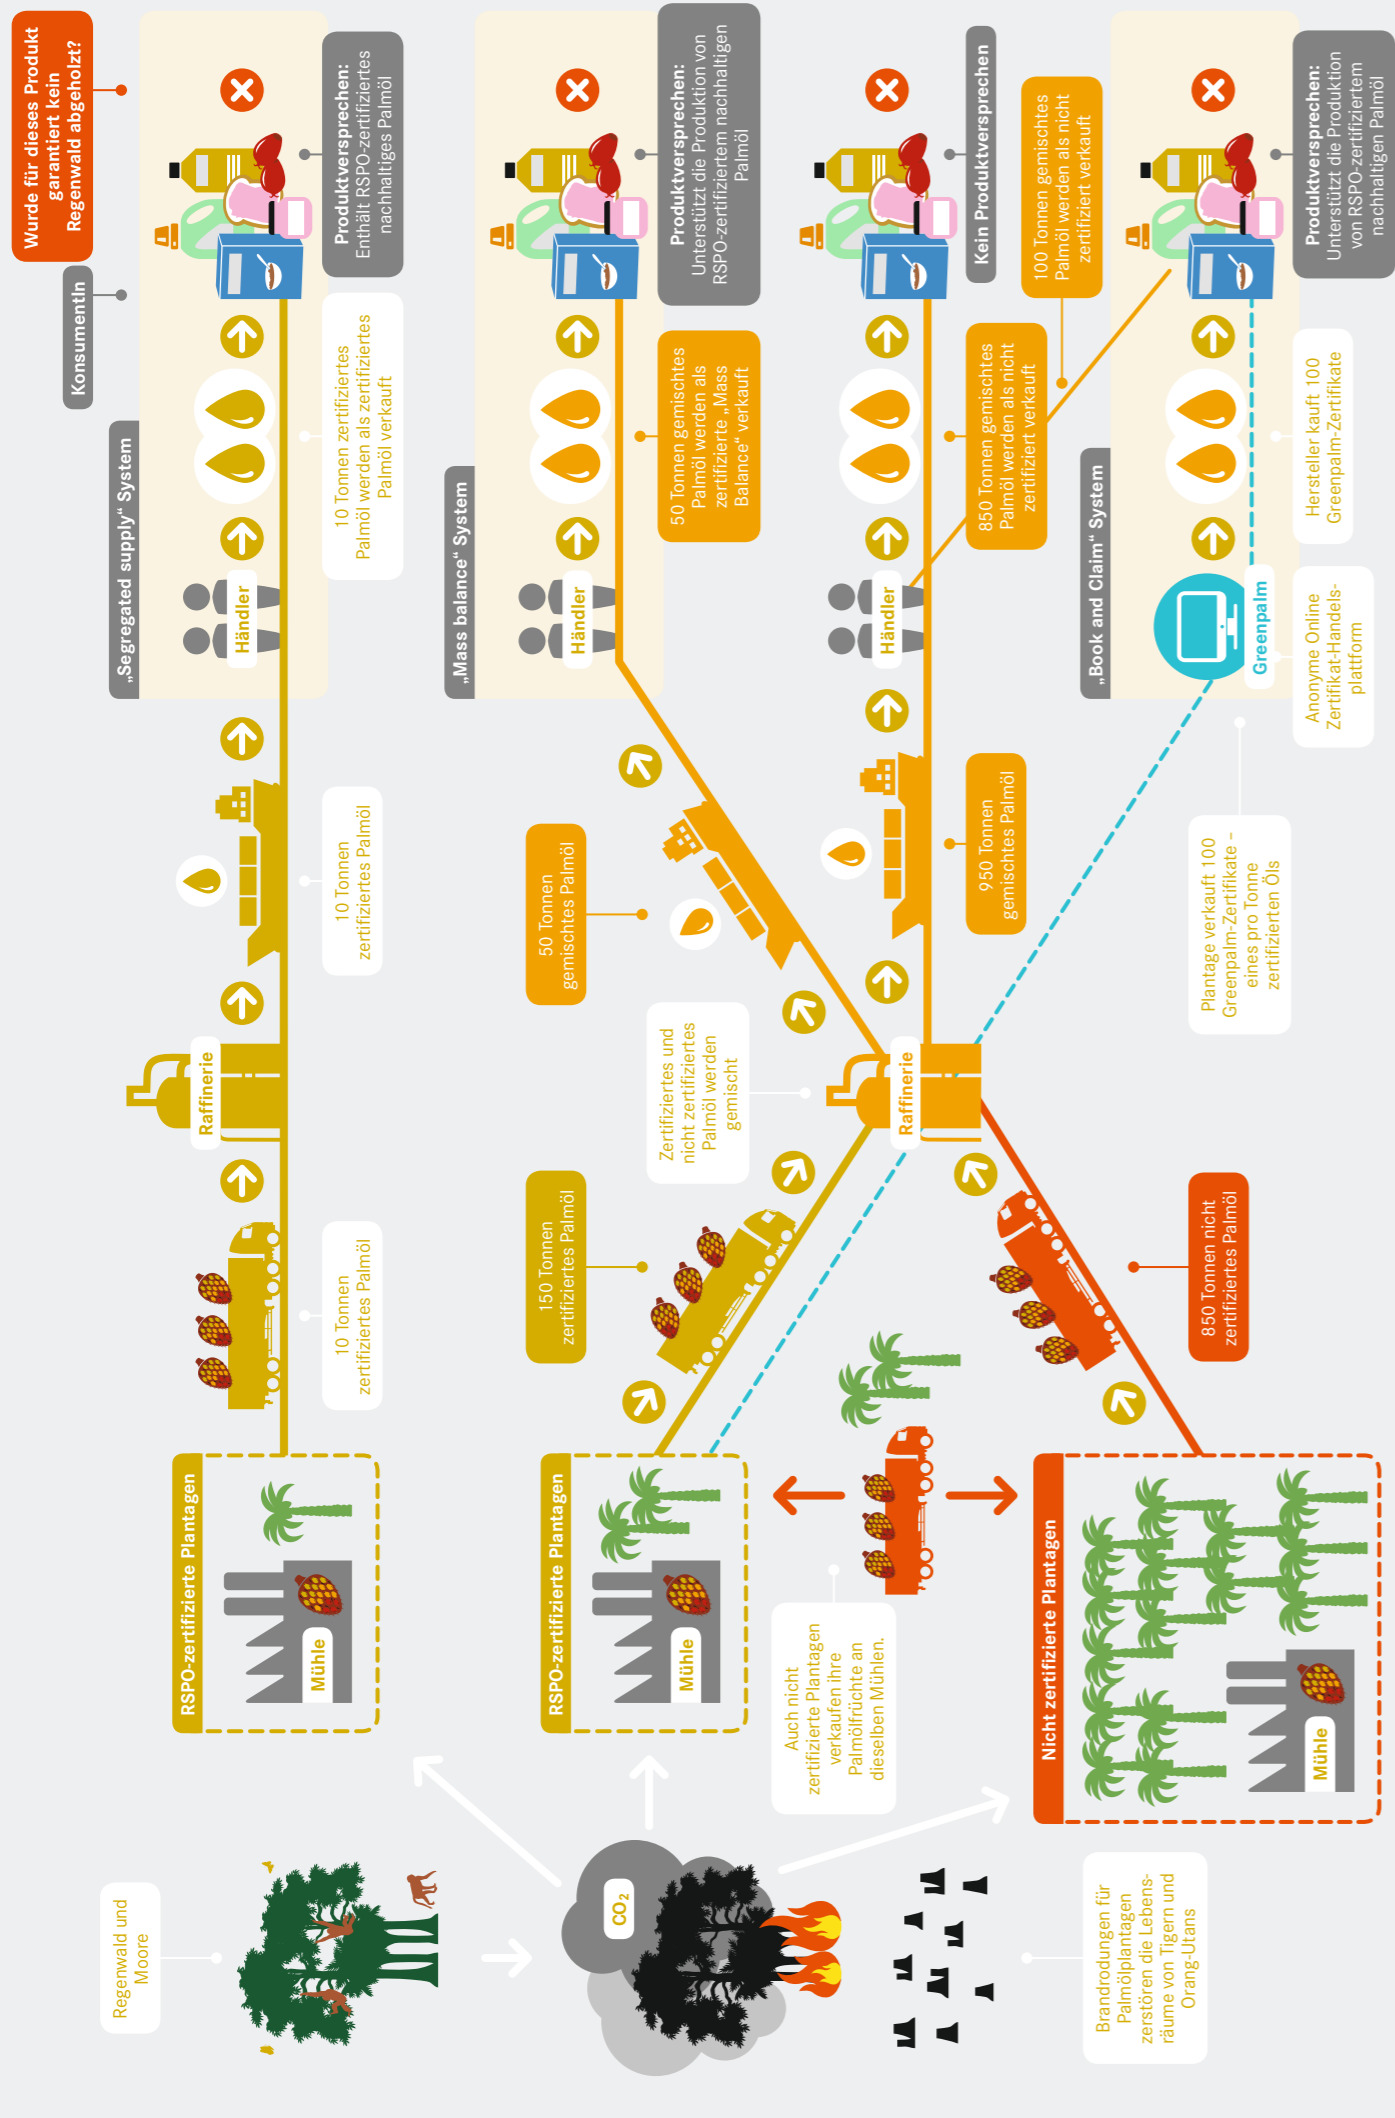 Regenwald und
Moore
CO₂
Brandrodungen für
Palmölplantagen
zerstören die Lebens-
räume von Tigern und
Orang-Utans
RSPO-zertifizierte Plantagen
Mühle
10 Tonnen
zertifiziertes Palmöl
Raffinerie
10 Tonnen
zertifiziertes Palmöl
„Segregated supply“ System
Händler
10 Tonnen zertifiziertes
Palmöl werden als zertifiziertes
Palmöl verkauft
KonsumentIn
Wurde für dieses Produkt
garantiert kein
Regenwald abgeholzt?
Produktversprechen:
Enthält RSPO-zertifiziertes
nachhaltiges Palmöl
RSPO-zertifizierte Plantagen
Mühle
150 Tonnen
zertifiziertes Palmöl
Zertifiziertes und
nicht zertifiziertes
Palmöl werden
gemischt
Raffinerie
50 Tonnen
gemischtes Palmöl
„Mass balance“ System
Händler
50 Tonnen gemischtes
Palmöl werden als
zertifizierte „Mass
Balance“ verkauft
Produktversprechen:
Unterstützt die Produktion von
RSPO-zertifiziertem nachhaltigen
Palmöl
Auch nicht
zertifizierte Plantagen
verkaufen ihre
Palmölfrüchte an
dieselben Mühlen.
950 Tonnen
gemischtes Palmöl
Händler
850 Tonnen gemischtes
Palmöl werden als nicht
zertifiziert verkauft
Kein Produktversprechen
100 Tonnen gemischtes
Palmöl werden als nicht
zertifiziert verkauft
Nicht zertifizierte Plantagen
Mühle
850 Tonnen nicht
zertifiziertes Palmöl
Plantage verkauft 100
Greenpalm-Zertifikate –
eines pro Tonne
zertifizierten Öls
„Book and Claim“ System
Greenpalm
Anonyme Online
Zertifikat-Handels-
plattform
Hersteller kauft 100
Greenpalm-Zertifikate
Produktversprechen:
Unterstützt die Produktion
von RSPO-zertifiziertem
nachhaltigen Palmöl